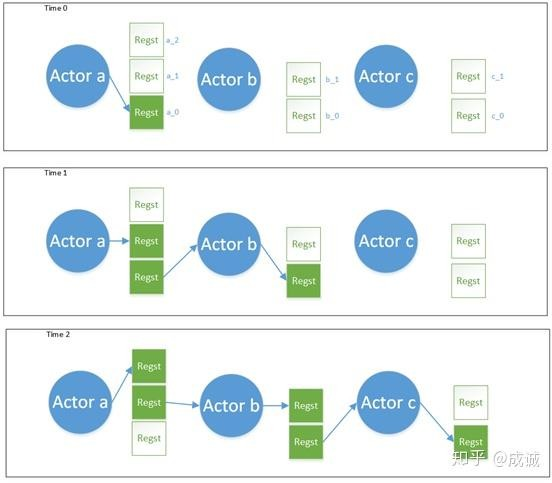 Time 0
Regst a_2
Actor a Regst a_1 Actor b Regst b_1 Actor c Regst c_1
Regst a_0 Regst b_0 Regst c_0
Time 1
Regst
Actor a Regst Actor b Regst Actor c Regst
Regst Regst Regst
Time 2
Regst
Actor a Regst Actor b Regst Actor c Regst
Regst Regst Regst
知乎 @成诚